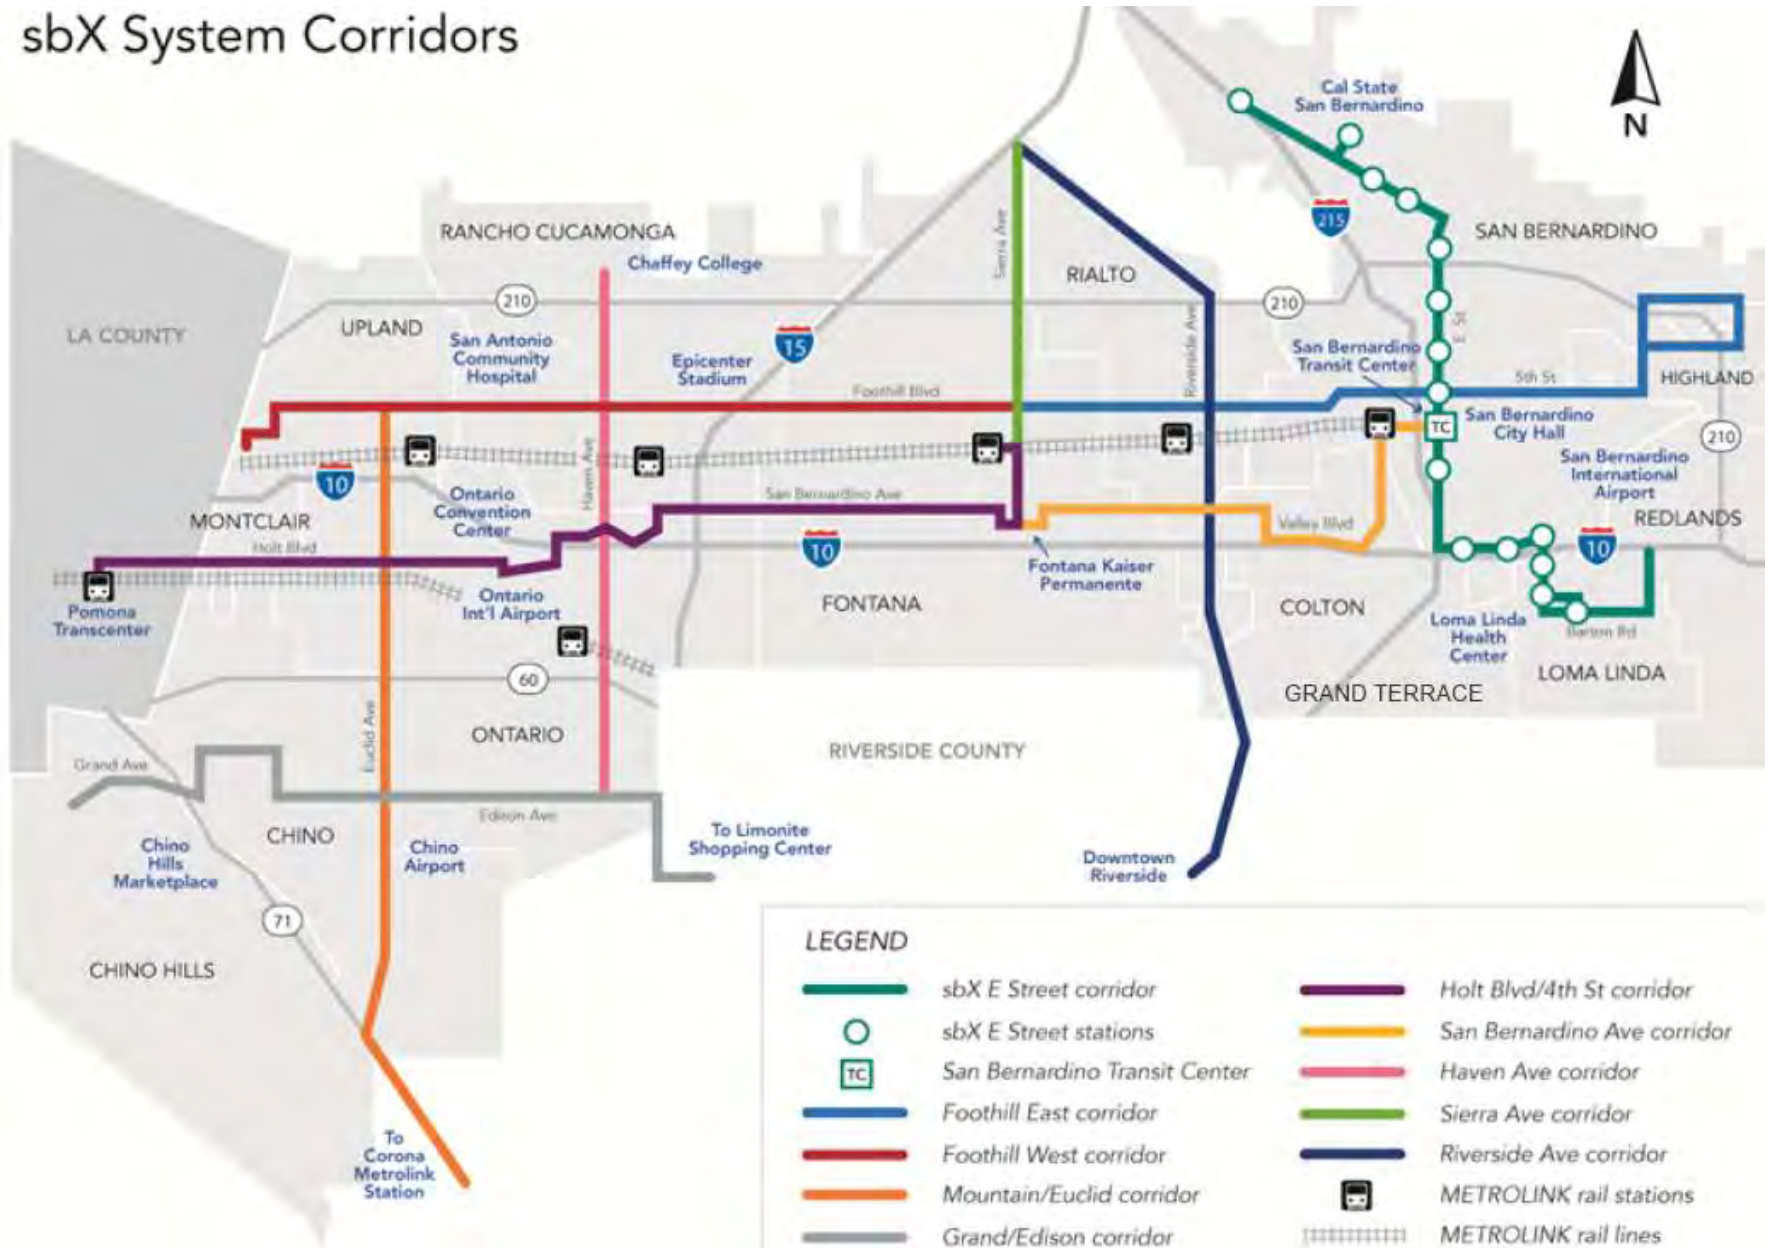 sbX System Corridors
N
Cal State
San Bernardino
215
SAN BERNARDINO
RANCHO CUCAMONGA
Chaffey College
Sierra Ave
RIALTO
210
210
LA COUNTY
UPLAND
San Antonio
Community
Hospital
Epicenter
Stadium
15
Riverside Ave
San Bernardino
Transit Center
E St
5th St
HIGHLAND
Foothill Blvd
TC
San Bernardino
City Hall
210
Haven Ave
10
San Bernardino
International
Airport
MONTCLAIR
Ontario
Convention
Center
San Bernardino Ave
Valley Blvd
REDLANDS
Holt Blvd
10
10
Fontana Kaiser
Permanente
Pomona
Transcenter
Ontario
Int'l Airport
FONTANA
COLTON
Loma Linda
Health
Center
Barton Rd
LOMA LINDA
60
GRAND TERRACE
Euclid Ave
ONTARIO
RIVERSIDE COUNTY
Grand Ave
Edison Ave
CHINO
Chino
Hills
Marketplace
Chino
Airport
To Limonite
Shopping Center
Downtown
Riverside
71
CHINO HILLS
To
Corona
Metrolink
Station
LEGEND
sbX E Street corridor
sbX E Street stations
TC
San Bernardino Transit Center
Foothill East corridor
Foothill West corridor
Mountain/Euclid corridor
Grand/Edison corridor
Holt Blvd/4th St corridor
San Bernardino Ave corridor
Haven Ave corridor
Sierra Ave corridor
Riverside Ave corridor
METROLINK rail stations
METROLINK rail lines